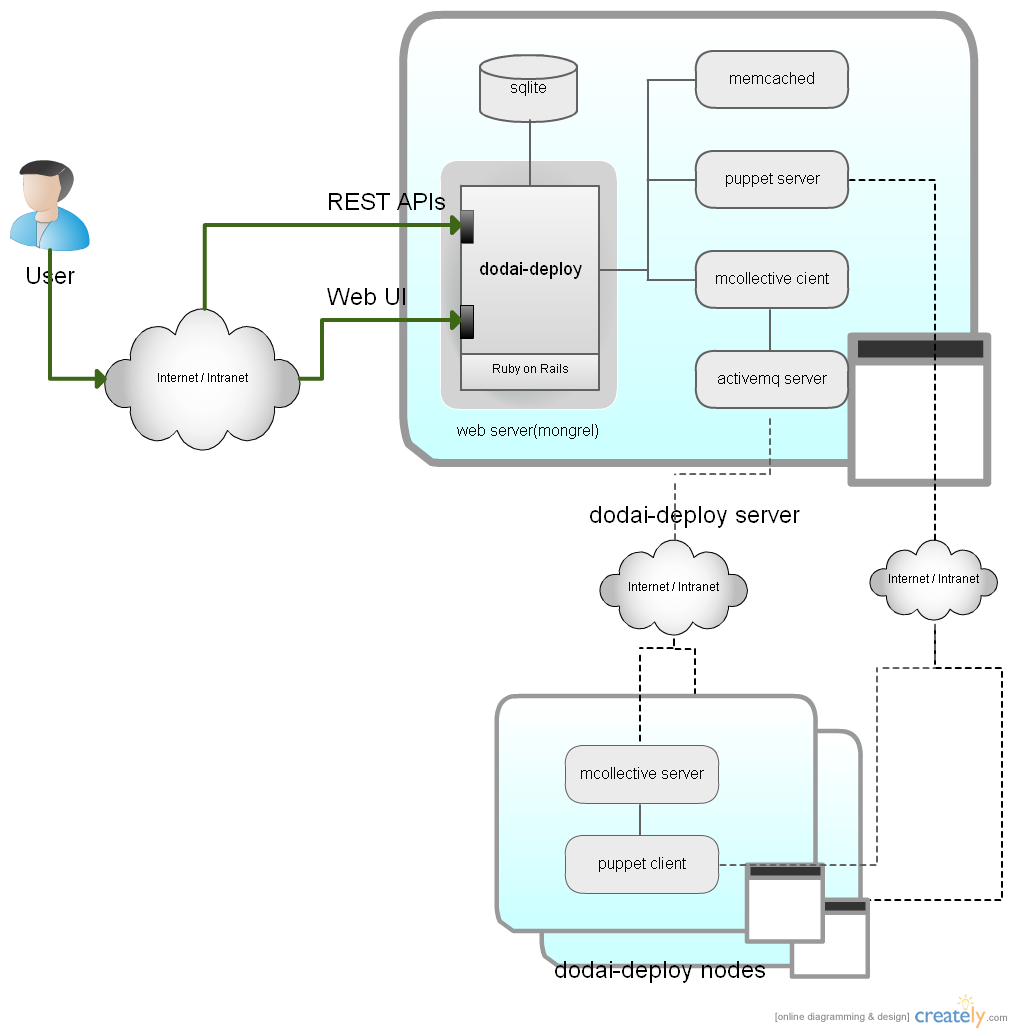 sqlite
memcached
puppet server
REST APIs
dodai-deploy
User
mcollective cient
Web UI
Internet / Intranet
Ruby on Rails
activemq server
web server(mongrel)
dodai-deploy server
Internet / Intranet
Internet / Intranet
mcollective server
puppet client
dodai-deploy nodes
[online diagramming & design] creately.com